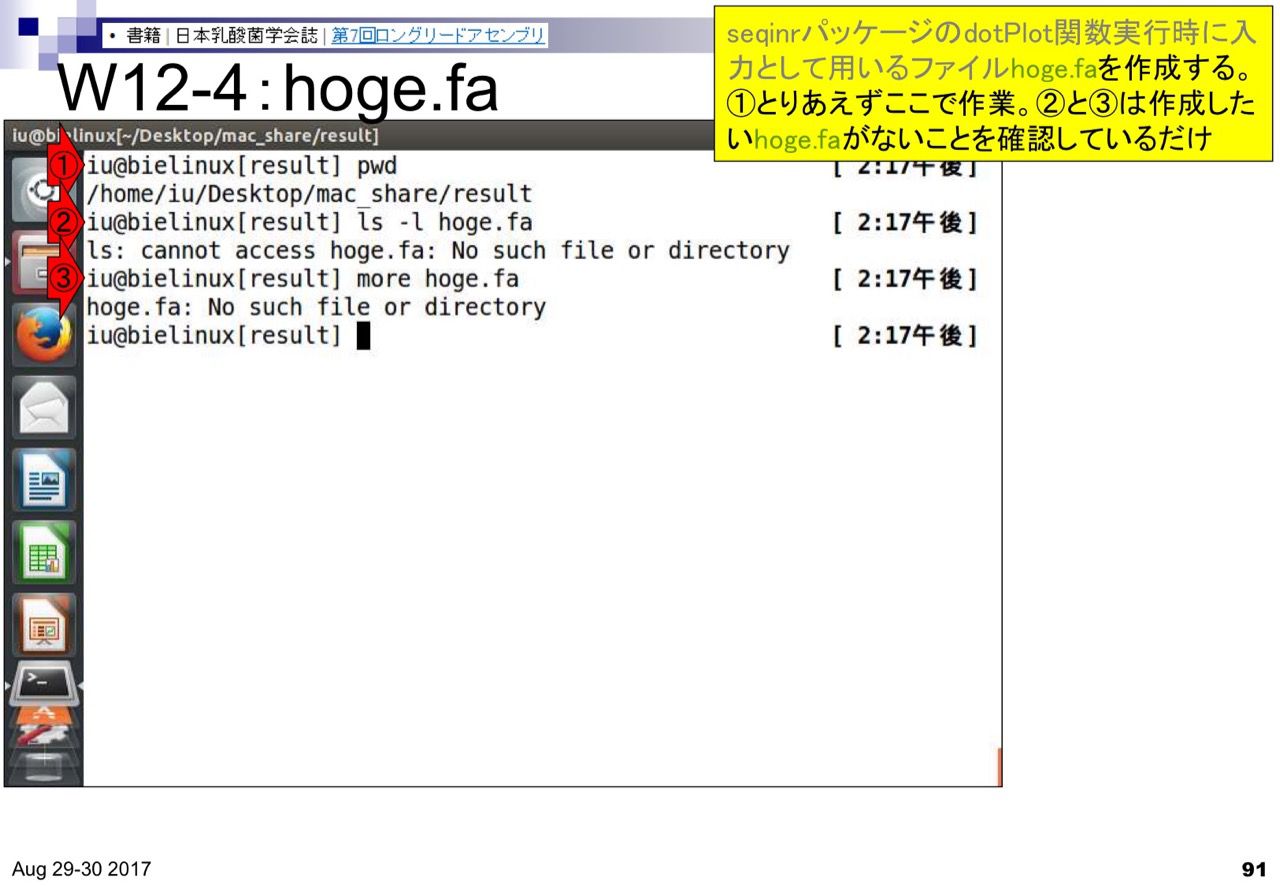 • 書籍 | 日本乳酸菌学会誌 | 第7回ロングリードアセンブリ
W12-4：hoge.fa
seqinrパッケージのdotPlot関数実行時に入
力として用いるファイルhoge.faを作成する。
①とりあえずここで作業。②と③は作成した
いhoge.faがないことを確認しているだけ
iu@bielinux[~/Desktop/mac_share/result]
① iu@bielinux[result] pwd [ 2:17午後]
/home/iu/Desktop/mac_share/result
② iu@bielinux[result] ls -l hoge.fa [ 2:17午後]
ls: cannot access hoge.fa: No such file or directory
③ iu@bielinux[result] more hoge.fa [ 2:17午後]
hoge.fa: No such file or directory
iu@bielinux[result] [ 2:17午後]
Aug 29-30 2017
91